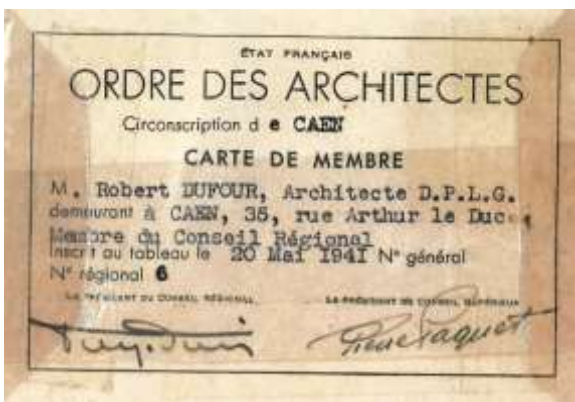 ÉTAT FRANÇAIS
ORDRE DES ARCHITECTES
Circonscription d e CAEN
CARTE DE MEMBRE
M. Robert DUFOUR, Architecte D.P.L.G.
demeurant à CAEN, 35, rue Arthur le Duc
Membre du Conseil Régional
Inscrit au tableau le 20 Mai 1941 N° général
N° régional 6
LE PRÉSIDENT DU CONSEIL RÉGIONAL, LE PRÉSIDENT DU CONSEIL SUPÉRIEUR
Pierre Paquet